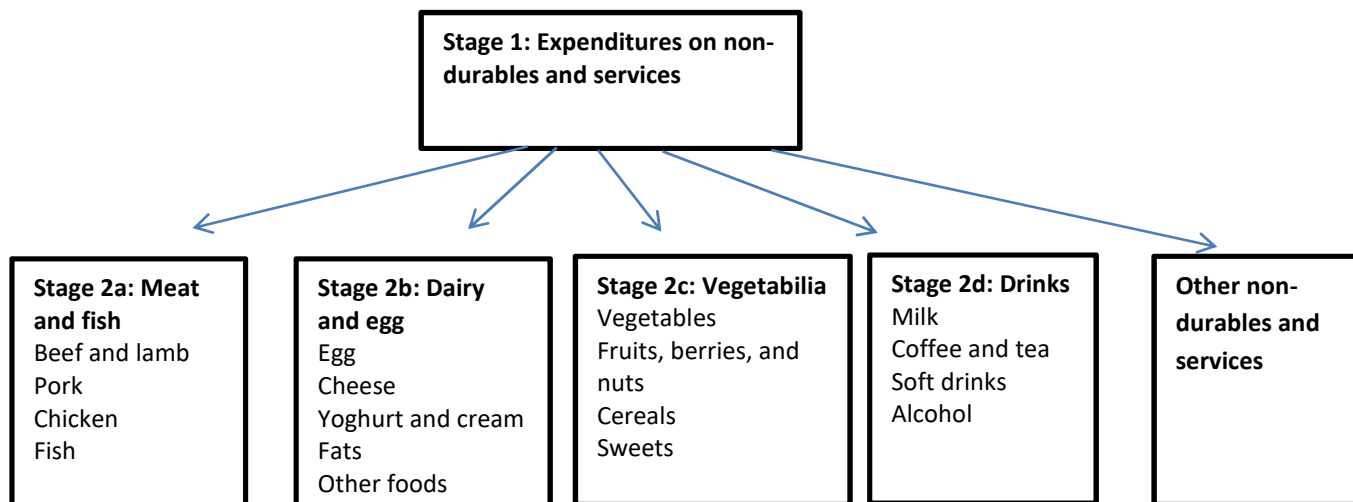 Stage 1: Expenditures on non-
durables and services
Stage 2a: Meat
and fish
Beef and lamb
Pork
Chicken
Fish
Stage 2b: Dairy
and egg
Egg
Cheese
Yoghurt and cream
Fats
Other foods
Stage 2c: Vegetabilia
Vegetables
Fruits, berries, and
nuts
Cereals
Sweets
Stage 2d: Drinks
Milk
Coffee and tea
Soft drinks
Alcohol
Other non-
durables and
services